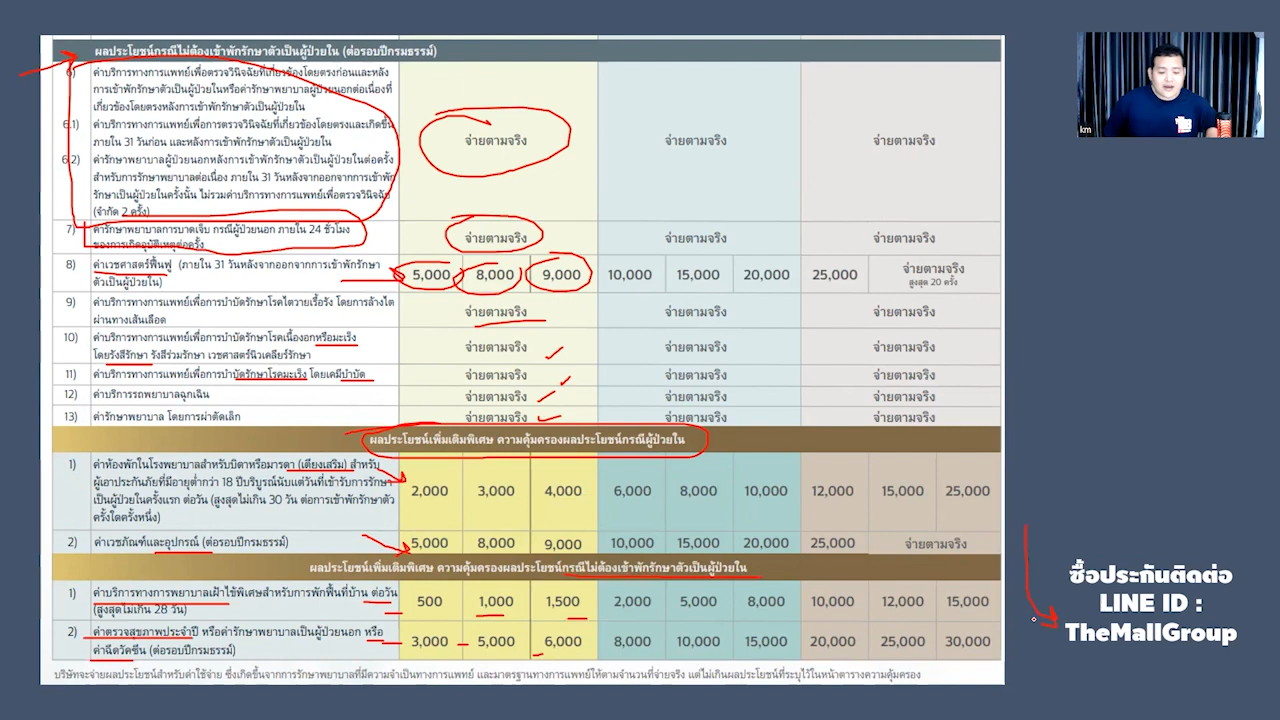 ผลประโยชน์กรณีไม่ต้องเข้าพักรักษาตัวเป็นผู้ป่วยใน (ต่อรอบปีกรมธรรม์)
6) ค่าบริการทางการแพทย์เพื่อตรวจวินิจฉัยที่เกี่ยวข้องโดยตรงก่อนและหลัง
การเข้าพักรักษาตัวเป็นผู้ป่วยในหรือค่ารักษาพยาบาลผู้ป่วยนอกต่อเนื่องที่
เกี่ยวข้องโดยตรงหลังการเข้าพักรักษาตัวเป็นผู้ป่วยใน
6.1) ค่าบริการทางการแพทย์เพื่อการตรวจวินิจฉัยที่เกี่ยวข้องโดยตรงและเกิดขึ้น
ภายใน 31 วันก่อน และหลังการเข้าพักรักษาตัวเป็นผู้ป่วยใน
จ่ายตามจริง จ่ายตามจริง จ่ายตามจริง
6.2) ค่ารักษาพยาบาลผู้ป่วยนอกหลังการเข้าพักรักษาตัวเป็นผู้ป่วยในต่อครั้ง
สำหรับการรักษาพยาบาลต่อเนื่อง ภายใน 31 วันหลังจากออกจากการเข้าพัก
รักษาเป็นผู้ป่วยในครั้งนั้น ไม่รวมค่าบริการทางการแพทย์เพื่อตรวจวินิจฉัย
(จำกัด 2 ครั้ง)
7) ค่ารักษาพยาบาลการบาดเจ็บ กรณีผู้ป่วยนอก ภายใน 24 ชั่วโมง
ของการเกิดอุบัติเหตุต่อครั้ง
จ่ายตามจริง จ่ายตามจริง จ่ายตามจริง
8) ค่าเวชศาสตร์ฟื้นฟู (ภายใน 31 วันหลังจากออกจากการเข้าพักรักษา
ตัวเป็นผู้ป่วยใน)
5,000 8,000 9,000 10,000 15,000 20,000 25,000 จ่ายตามจริง
สูงสุด 20 ครั้ง
9) ค่าบริการทางการแพทย์เพื่อการบำบัดรักษาโรคไตวายเรื้อรัง โดยการล้างไต
ผ่านทางเส้นเลือด
จ่ายตามจริง จ่ายตามจริง จ่ายตามจริง
10) ค่าบริการทางการแพทย์เพื่อการบำบัดรักษาโรคเนื้องอกหรือมะเร็ง
โดยรังสีรักษา รังสีร่วมรักษา เวชศาสตร์นิวเคลียร์รักษา
จ่ายตามจริง จ่ายตามจริง จ่ายตามจริง
11) ค่าบริการทางการแพทย์เพื่อการบำบัดรักษาโรคมะเร็ง โดยเคมีบำบัด จ่ายตามจริง จ่ายตามจริง จ่ายตามจริง
12) ค่าบริการรถพยาบาลฉุกเฉิน จ่ายตามจริง จ่ายตามจริง จ่ายตามจริง
13) ค่ารักษาพยาบาล โดยการผ่าตัดเล็ก จ่ายตามจริง จ่ายตามจริง จ่ายตามจริง
ผลประโยชน์เพิ่มเติมพิเศษ ความคุ้มครองผลประโยชน์กรณีผู้ป่วยใน
1) ค่าห้องพักในโรงพยาบาลสำหรับบิดาหรือมารดา (เตียงเสริม) สำหรับ
ผู้เอาประกันภัยที่มีอายุต่ำกว่า 18 ปีบริบูรณ์นับแต่วันที่เข้ารับการรักษา
เป็นผู้ป่วยในครั้งแรก ต่อวัน (สูงสุดไม่เกิน 30 วัน ต่อการเข้าพักรักษาตัว
ครั้งใดครั้งหนึ่ง)
2,000 3,000 4,000 6,000 8,000 10,000 12,000 15,000 25,000
2) ค่าเวชภัณฑ์และอุปกรณ์ (ต่อรอบปีกรมธรรม์) 5,000 8,000 9,000 10,000 15,000 20,000 25,000 จ่ายตามจริง
ผลประโยชน์เพิ่มเติมพิเศษ ความคุ้มครองผลประโยชน์กรณีไม่ต้องเข้าพักรักษาตัวเป็นผู้ป่วยใน
1) ค่าบริการทางการพยาบาลเฝ้าไข้พิเศษสำหรับการพักฟื้นที่บ้าน ต่อวัน
(สูงสุดไม่เกิน 28 วัน)
500 1,000 1,500 2,000 5,000 8,000 10,000 12,000 15,000
2) ค่าตรวจสุขภาพประจำปี หรือค่ารักษาพยาบาลเป็นผู้ป่วยนอก หรือ
ค่าฉีดวัคซีน (ต่อรอบปีกรมธรรม์)
3,000 5,000 6,000 8,000 10,000 15,000 20,000 25,000 30,000
บริษัทจะจ่ายผลประโยชน์สำหรับค่าใช้จ่าย ซึ่งเกิดขึ้นจากการรักษาพยาบาลที่มีความจำเป็นทางการแพทย์ และมาตรฐานทางการแพทย์ให้ตามจำนวนที่จ่ายจริง แต่ไม่เกินผลประโยชน์ที่ระบุไว้ในหน้าตารางความคุ้มครอง
km
ซื้อประกันติดต่อ
LINE ID :
TheMallGroup